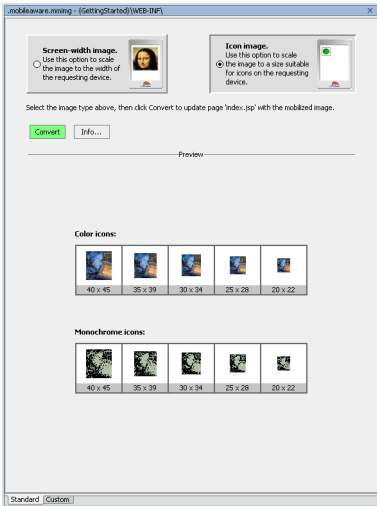 .mobileaware.mmimg - {GettingStarted}\WEB-INF\
Screen-width image.
Use this option to scale
the image to the width of
the requesting device.
Icon image.
Use this option to scale
the image to a size suitable
for icons on the requesting
device.
Select the image type above, then click Convert to update page 'index.jsp' with the mobilized image.
Convert Info...
Preview
Color icons:
40 x 45 35 x 39 30 x 34 25 x 28 20 x 22
Monochrome icons:
40 x 45 35 x 39 30 x 34 25 x 28 20 x 22
Standard Custom